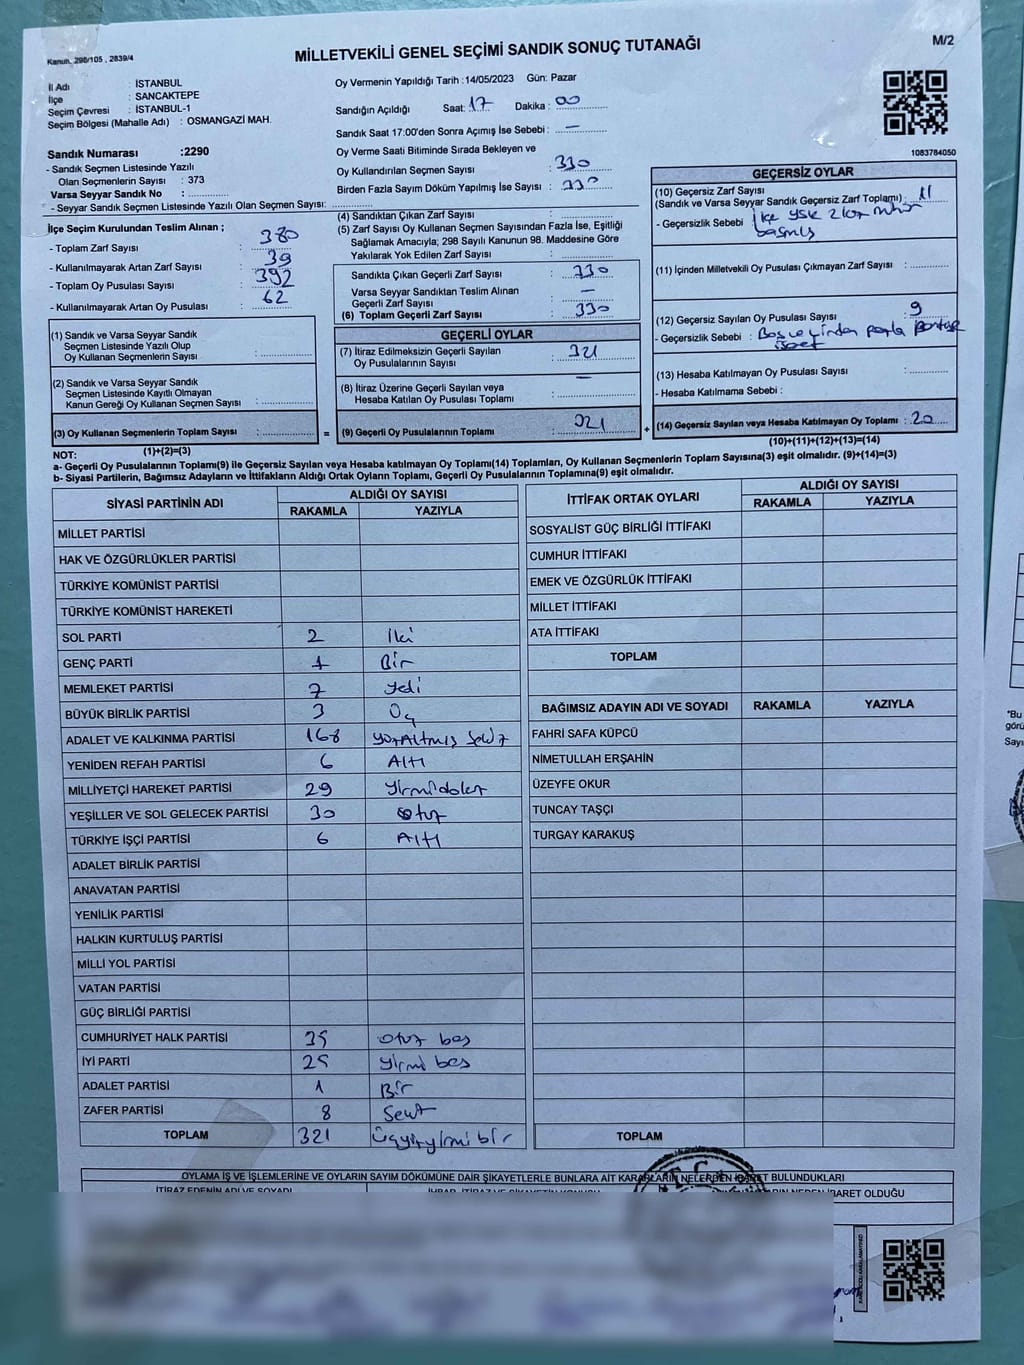 Kanun, 298/105 , 2839/4
MİLLETVEKİLİ GENEL SEÇİMİ SANDIK SONUÇ TUTANAĞI
M/2
İl Adı : İSTANBUL
İlçe : SANCAKTEPE
Seçim Çevresi : İSTANBUL-1
Seçim Bölgesi (Mahalle Adı) : OSMANGAZİ MAH.
Sandık Numarası :2290
- Sandık Seçmen Listesinde Yazılı
Olan Seçmenlerin Sayısı : 373
Varsa Seyyar Sandık No :
- Seyyar Sandık Seçmen Listesinde Yazılı Olan Seçmen Sayısı:
Oy Vermenin Yapıldığı Tarih :14/05/2023 Gün: Pazar
Sandığın Açıldığı Saat: 17 Dakika : 00
Sandık Saat 17:00'den Sonra Açımış İse Sebebi : —
Oy Verme Saati Bitiminde Sırada Bekleyen ve
Oy Kullandırılan Seçmen Sayısı : 330
Birden Fazla Sayım Döküm Yapılmış İse Sayısı : 330
1083784050
İlçe Seçim Kurulundan Teslim Alınan ;
- Toplam Zarf Sayısı : 380
- Kullanılmayarak Artan Zarf Sayısı : 39
- Toplam Oy Pusulası Sayısı : 392
- Kullanılmayarak Artan Oy Pusulası : 62
(1) Sandık ve Varsa Seyyar Sandık
Seçmen Listesinde Yazılı Olup
Oy Kullanan Seçmenlerin Sayısı :
(2) Sandık ve Varsa Seyyar Sandık
Seçmen Listesinde Kayıtlı Olmayan
Kanun Gereği Oy Kullanan Seçmen Sayısı :
(3) Oy Kullanan Seçmenlerin Toplam Sayısı :
(1)+(2)=(3)
(4) Sandıktan Çıkan Zarf Sayısı :
(5) Zarf Sayısı Oy Kullanan Seçmen Sayısından Fazla İse, Eşitliği
Sağlamak Amacıyla; 298 Sayılı Kanunun 98. Maddesine Göre
Yakılarak Yok Edilen Zarf Sayısı :
Sandıkta Çıkan Geçerli Zarf Sayısı : 330
Varsa Seyyar Sandıktan Teslim Alınan
Geçerli Zarf Sayısı : —
(6) Toplam Geçerli Zarf Sayısı : 330
GEÇERLİ OYLAR
(7) İtiraz Edilmeksizin Geçerli Sayılan
Oy Pusulalarının Sayısı : 321
(8) İtiraz Üzerine Geçerli Sayılan veya
Hesaba Katılan Oy Pusulası Toplamı : —
= (9) Geçerli Oy Pusulalarının Toplamı : 321
GEÇERSİZ OYLAR
(10) Geçersiz Zarf Sayısı
(Sandık ve Varsa Seyyar Sandık Geçersiz Zarf Toplamı) : 11
- Geçersizlik Sebebi :
basmış
(11) İçinden Milletvekili Oy Pusulası Çıkmayan Zarf Sayısı :
(12) Geçersiz Sayılan Oy Pusulası Sayısı : 9
- Geçersizlik Sebebi :
(13) Hesaba Katılmayan Oy Pusulası Sayısı :
- Hesaba Katılmama Sebebi :
+ (14) Geçersiz Sayılan veya Hesaba Katılmayan Oy Toplamı : 20
(10)+(11)+(12)+(13)=(14)
NOT:
a- Geçerli Oy Pusulalarının Toplamı(9) ile Geçersiz Sayılan veya Hesaba katılmayan Oy Toplamı(14) Toplamları, Oy Kullanan Seçmenlerin Toplam Sayısına(3) eşit olmalıdır. (9)+(14)=(3)
b- Siyasi Partilerin, Bağımsız Adayların ve İttifakların Aldığı Ortak Oyların Toplamı, Geçerli Oy Pusulalarının Toplamına(9) eşit olmalıdır.
SİYASİ PARTİNİN ADI ALDIĞI OY SAYISI
RAKAMLA YAZIYLA
MİLLET PARTİSİ
HAK VE ÖZGÜRLÜKLER PARTİSİ
TÜRKİYE KOMÜNİST PARTİSİ
TÜRKİYE KOMÜNİST HAREKETİ
SOL PARTİ 2 iki
GENÇ PARTİ 1 Bir
MEMLEKET PARTİSİ 7 yedi
BÜYÜK BİRLİK PARTİSİ 3 Üç
ADALET VE KALKINMA PARTİSİ 168 yüzAltmış Sekiz
YENİDEN REFAH PARTİSİ 6 Altı
MİLLİYETÇİ HAREKET PARTİSİ 29 yirmidokuz
YEŞİLLER VE SOL GELECEK PARTİSİ 30 otuz
TÜRKİYE İŞÇİ PARTİSİ 6 Altı
ADALET BİRLİK PARTİSİ
ANAVATAN PARTİSİ
YENİLİK PARTİSİ
HALKIN KURTULUŞ PARTİSİ
MİLLİ YOL PARTİSİ
VATAN PARTİSİ
GÜÇ BİRLİĞİ PARTİSİ
CUMHURİYET HALK PARTİSİ 35 otuz beş
İYİ PARTİ 25 yirmi beş
ADALET PARTİSİ 1 Bir
ZAFER PARTİSİ 8 Sekiz
TOPLAM 321 üçyüzyirmi bir
İTTİFAK ORTAK OYLARI ALDIĞI OY SAYISI
RAKAMLA YAZIYLA
SOSYALİST GÜÇ BİRLİĞİ İTTİFAKI
CUMHUR İTTİFAKI
EMEK VE ÖZGÜRLÜK İTTİFAKI
MİLLET İTTİFAKI
ATA İTTİFAKI
TOPLAM
BAĞIMSIZ ADAYIN ADI VE SOYADI RAKAMLA YAZIYLA
FAHRİ SAFA KÜPCÜ
NİMETULLAH ERŞAHİN
ÜZEYFE OKUR
TUNCAY TAŞÇI
TURGAY KARAKUŞ
TOPLAM
OYLAMA İŞ VE İŞLEMLERİNE VE OYLARIN SAYIM DÖKÜMÜNE DAİR ŞİKAYETLERLE BUNLARA AİT KARARLARIN NELERDEN İBARET BULUNDUKLARI
İTİRAZ EDENİN ADI VE SOYADI
İBARET OLDUĞU
"Bu
görü
Sayı